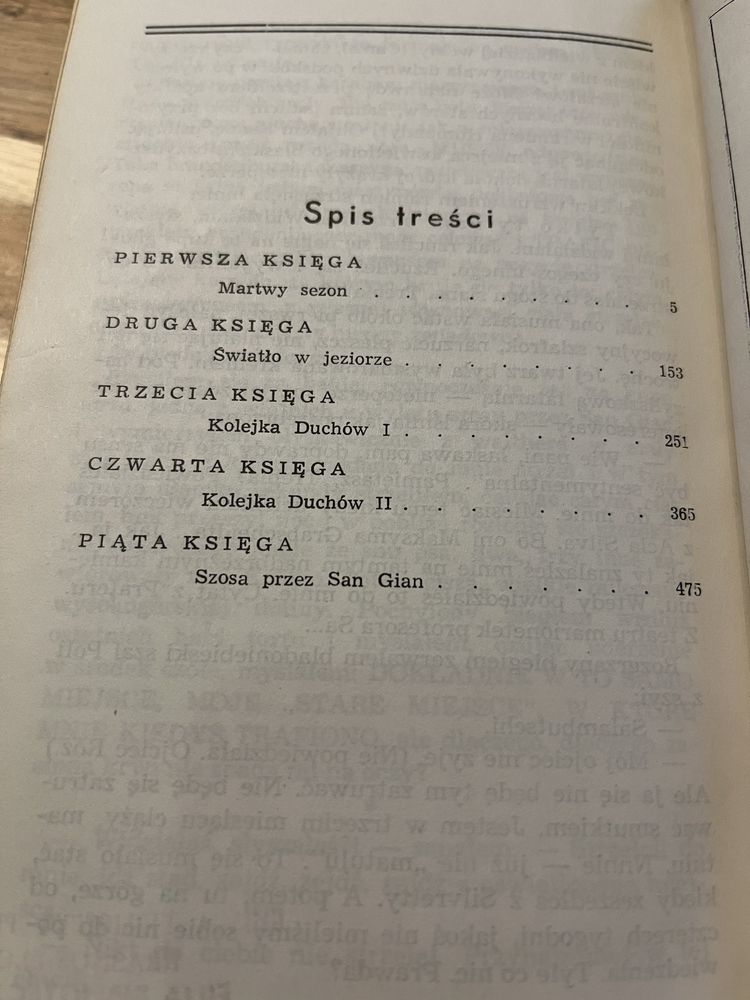 Spis treści
PIERWSZA KSIĘGA
Martwy sezon . . . . . . . . . 5
DRUGA KSIĘGA
Światło w jeziorze . . . . . . . . 153
TRZECIA KSIĘGA
Kolejka Duchów I . . . . . . . . 251
CZWARTA KSIĘGA
Kolejka Duchów II . . . . . . . . 365
PIĄTA KSIĘGA
Szosa przez San Gian . . . . . . . 475